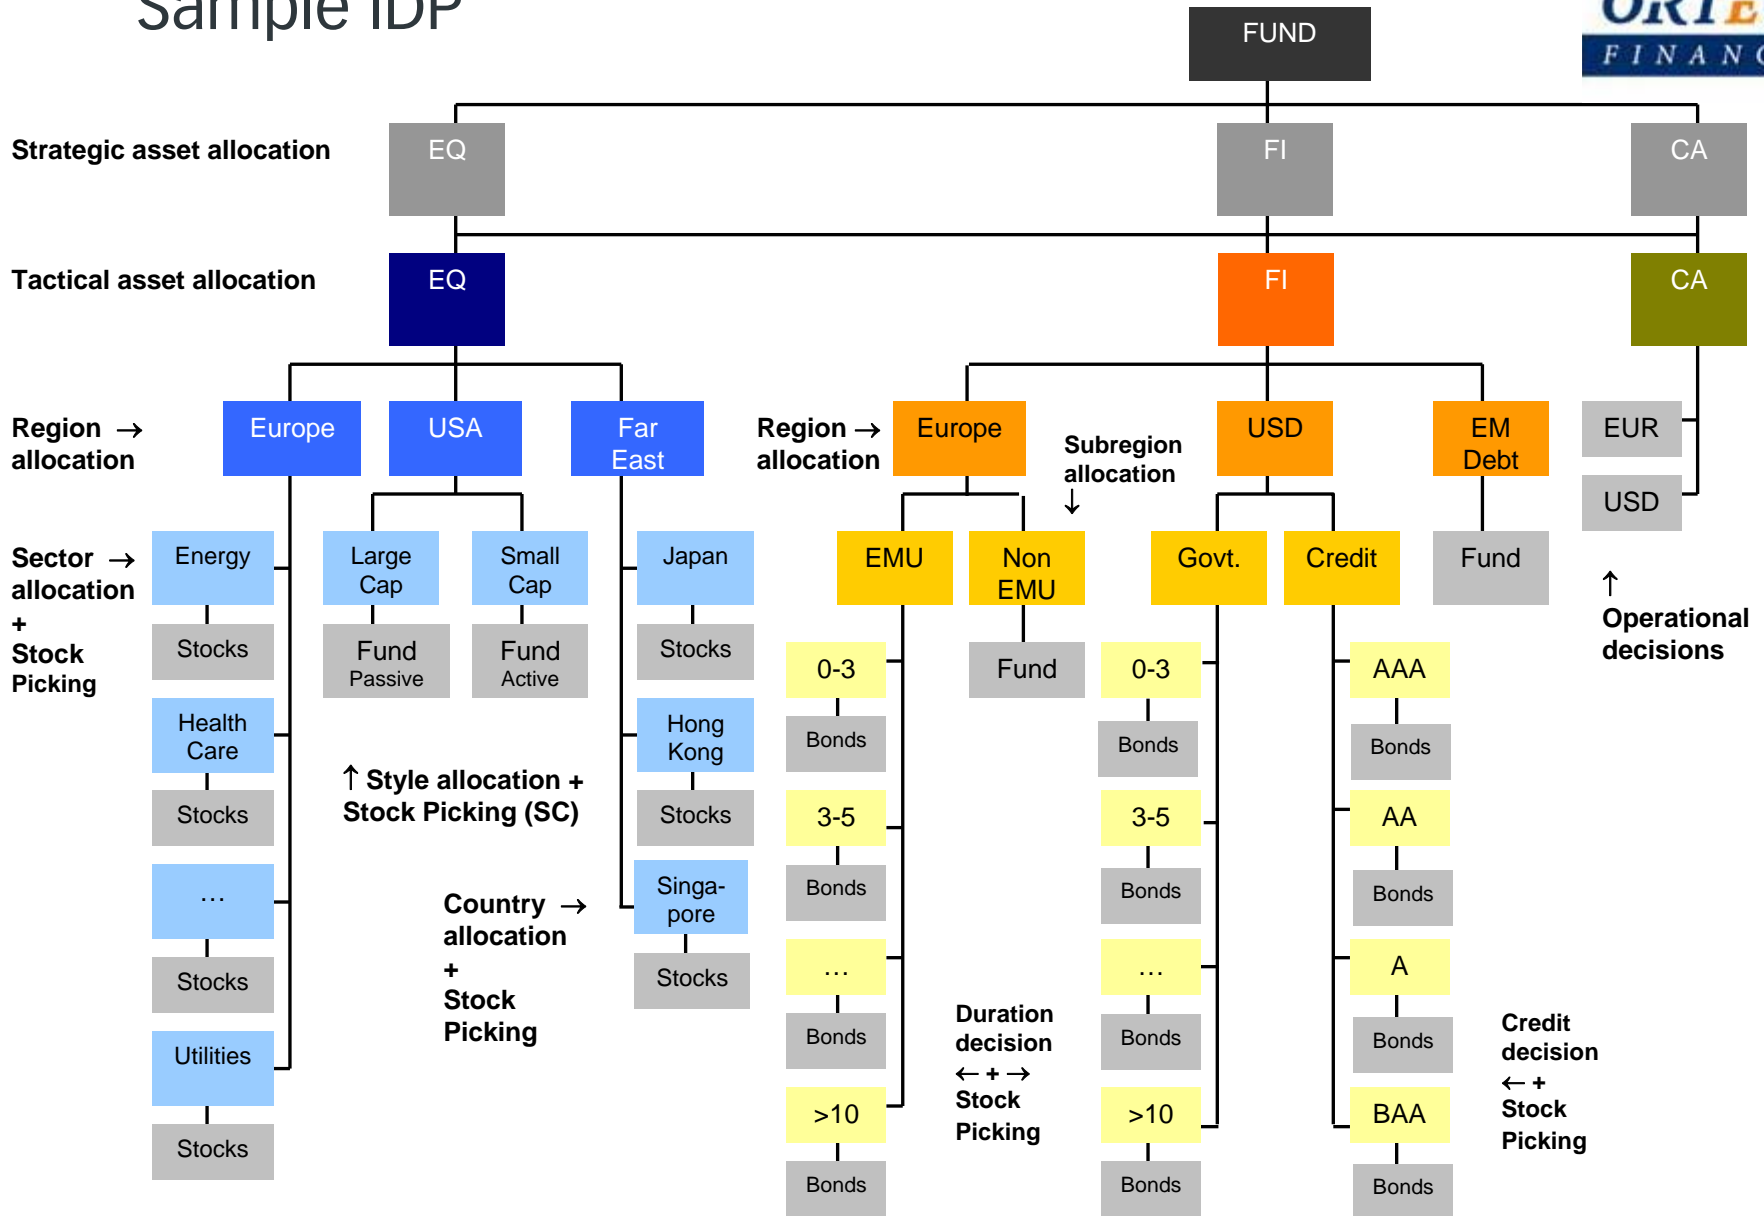 Sample IDP
ORTE
FINANC
FUND
Strategic asset allocation
EQ
FI
CA
Tactical asset allocation
EQ
FI
CA
Region →
allocation
Europe
USA
Far
East
Region →
allocation
Europe
Subregion
allocation
↓
USD
EM
Debt
EUR
USD
↑
Operational
decisions
Sector →
allocation
+
Stock
Picking
Energy
Stocks
Health
Care
Stocks
…
Stocks
Utilities
Stocks
Large
Cap
Fund
Passive
Small
Cap
Fund
Active
↑ Style allocation +
Stock Picking (SC)
Japan
Stocks
Hong
Kong
Stocks
Singa-
pore
Stocks
Country →
allocation
+
Stock
Picking
EMU
0-3
Bonds
3-5
Bonds
…
Bonds
>10
Bonds
Non
EMU
Fund
Duration
decision
← + →
Stock
Picking
Govt.
0-3
Bonds
3-5
Bonds
…
Bonds
>10
Bonds
Credit
AAA
Bonds
AA
Bonds
A
Bonds
BAA
Bonds
Fund
Credit
decision
← +
Stock
Picking